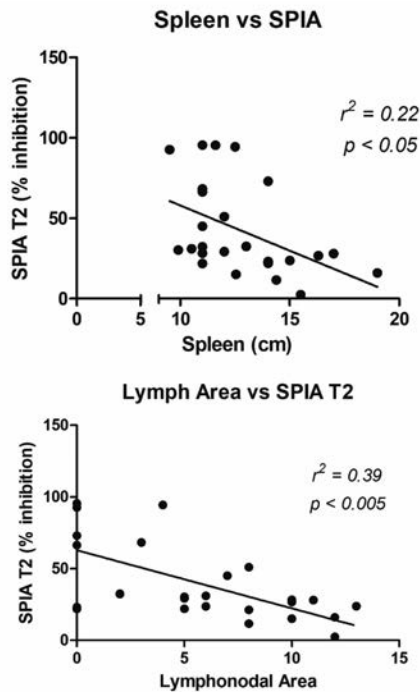 Spleen vs SPIA
r² = 0.22
p < 0.05
150
100
50
0
SPIA T2 (% inhibition)
0 5 10 15 20
Spleen (cm)
Lymph Area vs SPIA T2
r² = 0.39
p < 0.005
150
100
50
0
SPIA T2 (% inhibition)
0 5 10 15
Lymphonodal Area